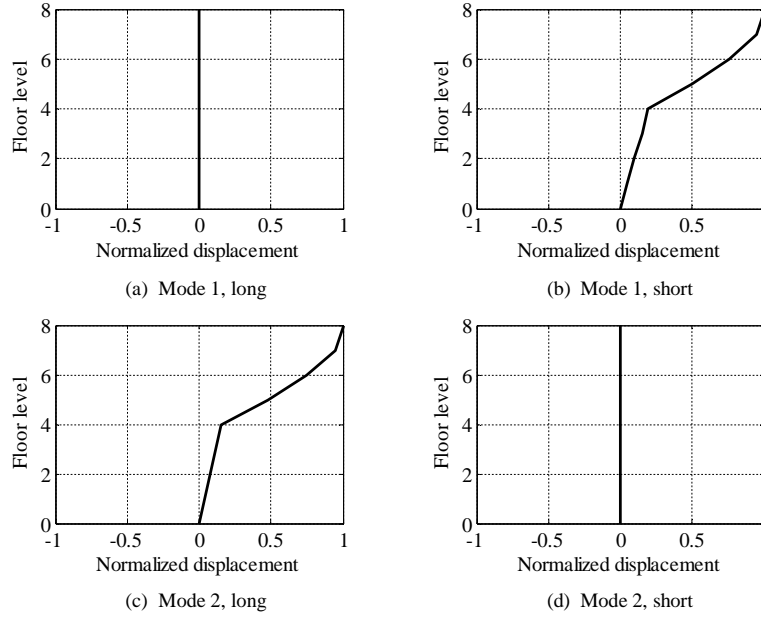 8
6
4
2
0
Floor level
-1 -0.5 0 0.5 1
Normalized displacement
(a) Mode 1, long
8
6
4
2
0
Floor level
-1 -0.5 0 0.5
Normalized displacement
(b) Mode 1, short
8
6
4
2
0
Floor level
-1 -0.5 0 0.5 1
Normalized displacement
(c) Mode 2, long
8
6
4
2
0
Floor level
-1 -0.5 0 0.5
Normalized displacement
(d) Mode 2, short